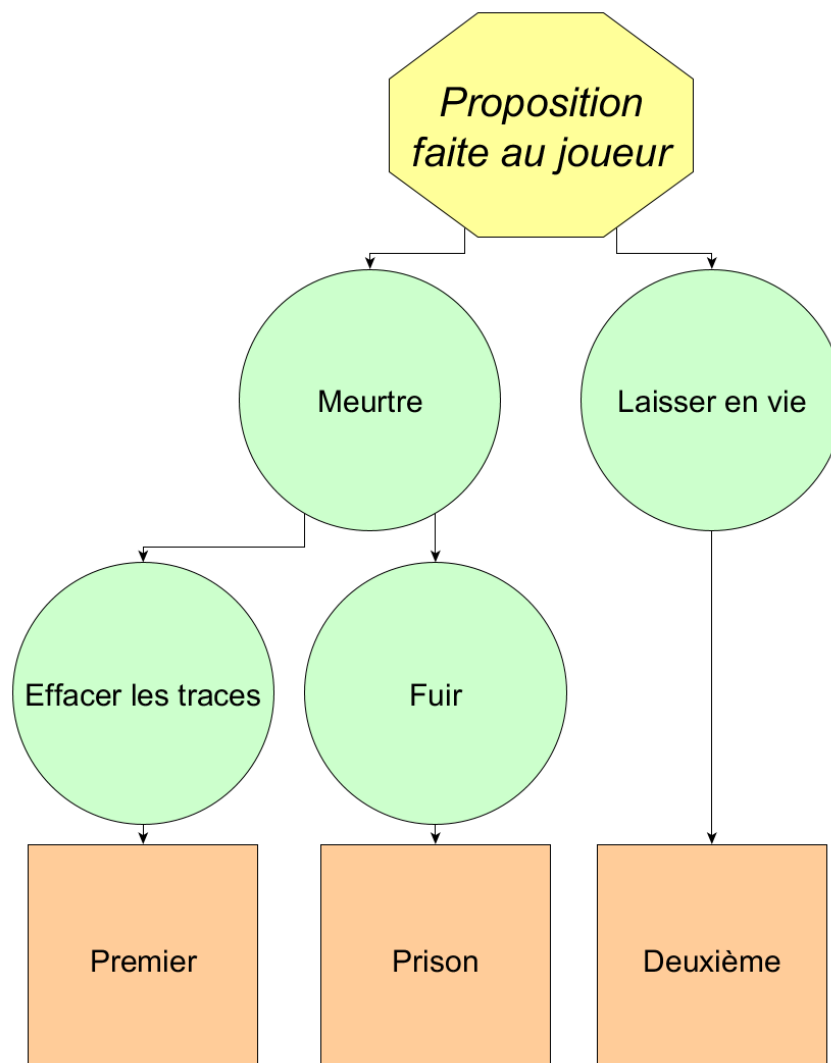 Proposition
faite au joueur
Meurtre
Laisser en vie
Effacer les traces
Fuir
Premier
Prison
Deuxième